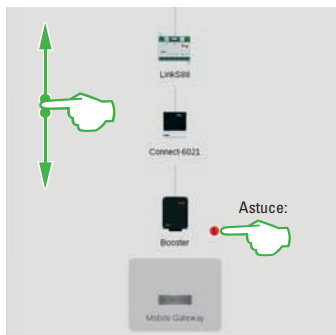 LinkS88
Connect-6021
Astuce:
Booster
Mobile Gateway